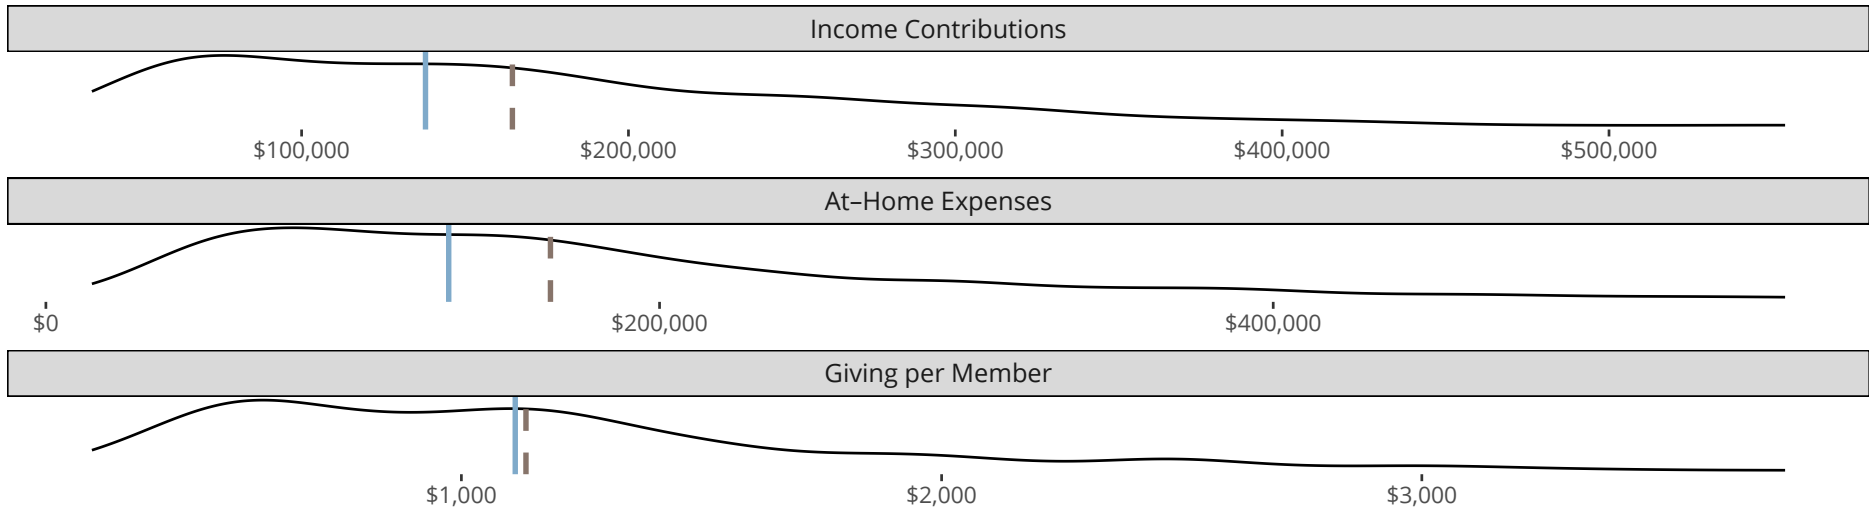 Income Contributions
$100,000 $200,000 $300,000 $400,000 $500,000
At–Home Expenses
$0 $200,000 $400,000
Giving per Member
$1,000 $2,000 $3,000